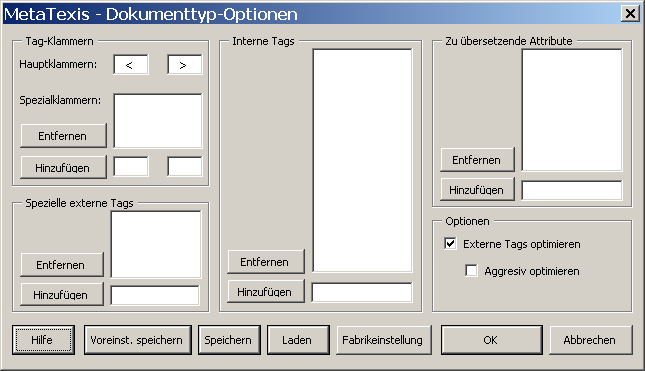 MetaTexis - Dokumenttyp-Optionen
Tag-Klammern
Hauptklammern: < >
Spezialklammern:
Entfernen
Hinzufügen
Spezielle externe Tags
Entfernen
Hinzufügen
Interne Tags
Entfernen
Hinzufügen
Zu übersetzende Attribute
Entfernen
Hinzufügen
Optionen
Externe Tags optimieren
Aggresiv optimieren
Hilfe Voreinst. speichern Speichern Laden Fabrikeinstellung OK Abbrechen